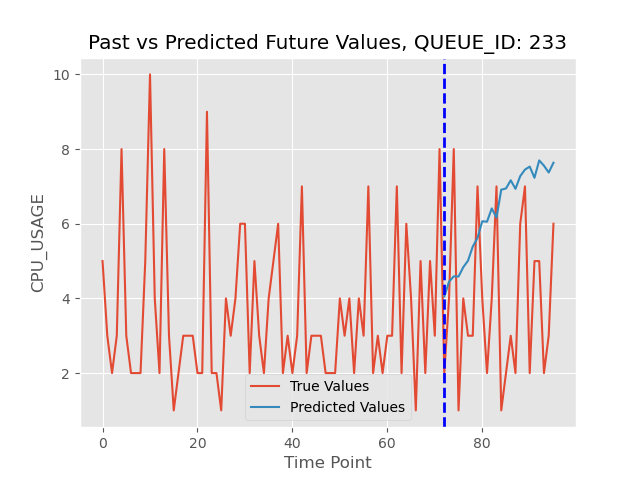 Past vs Predicted Future Values, QUEUE_ID: 233
10
8
6
4
2
CPU_USAGE
True Values
Predicted Values
0 20 40 60 80
Time Point